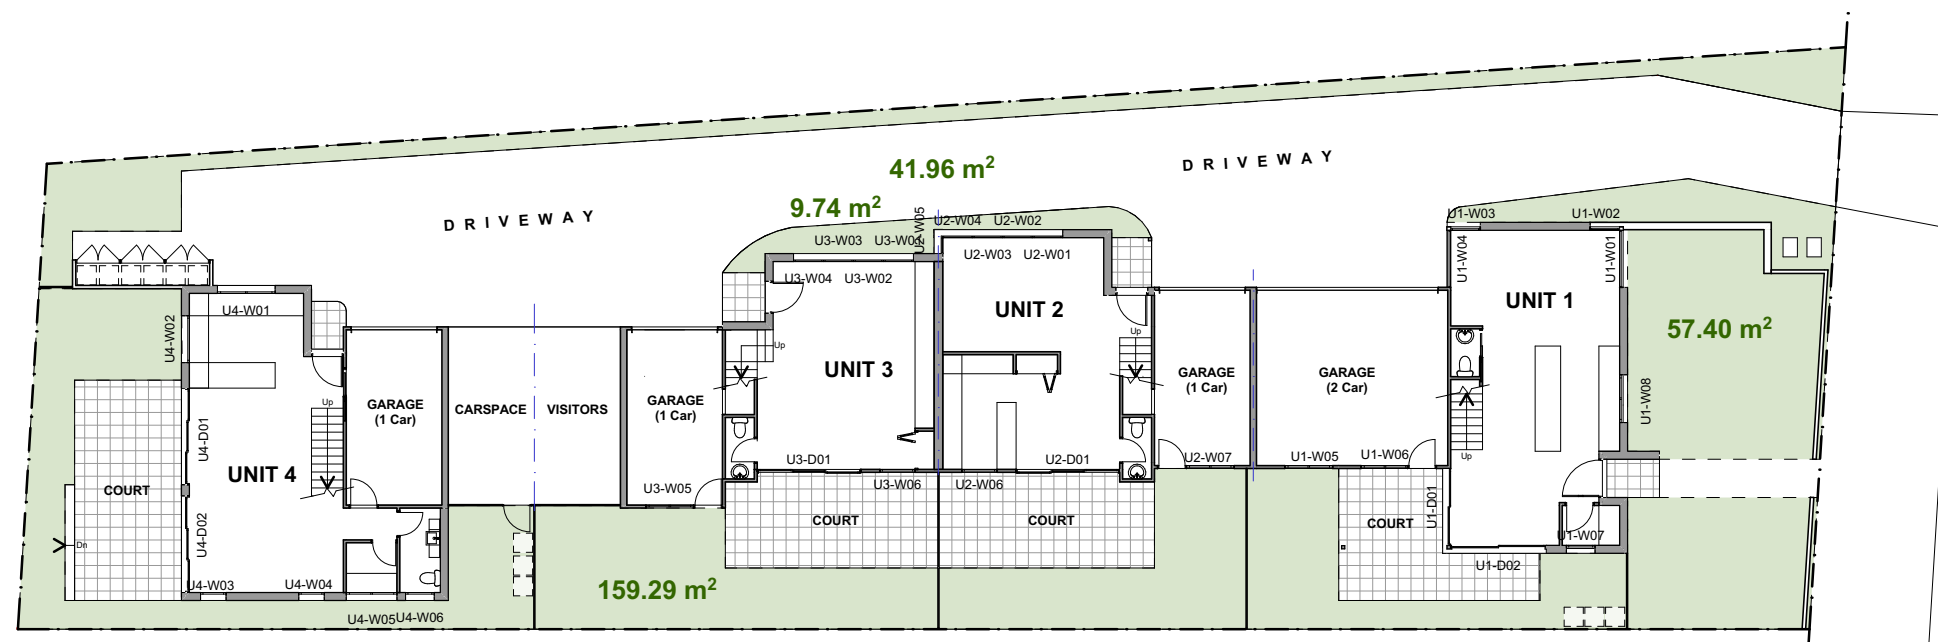 DRIVEWAY
41.96 m²
DRIVEWAY
9.74 m²
U2-W05
U2-W04
U2-W02
U1-W03
U1-W02
U3-W03
U2-W03
U2-W01
U1-W04
U1-W01
U3-W04
U3-W02
U4-W01
U4-W02
UNIT 2
UNIT 1
57.40 m²
Up
Up
UNIT 3
GARAGE
(1 Car)
GARAGE
(2 Car)
Up
GARAGE
(1 Car)
CARSPACE
VISITORS
GARAGE
(1 Car)
U1-W08
U4-D01
U3-D01
U2-D01
U2-W07
U1-W05
U1-W06
Up
UNIT 4
COURT
U3-W05
U3-W06
U2-W06
U1-D01
COURT
COURT
COURT
U4-D02
Dn
U1-W07
U1-D02
U4-W03
U4-W04
159.29 m²
U4-W05
U4-W06